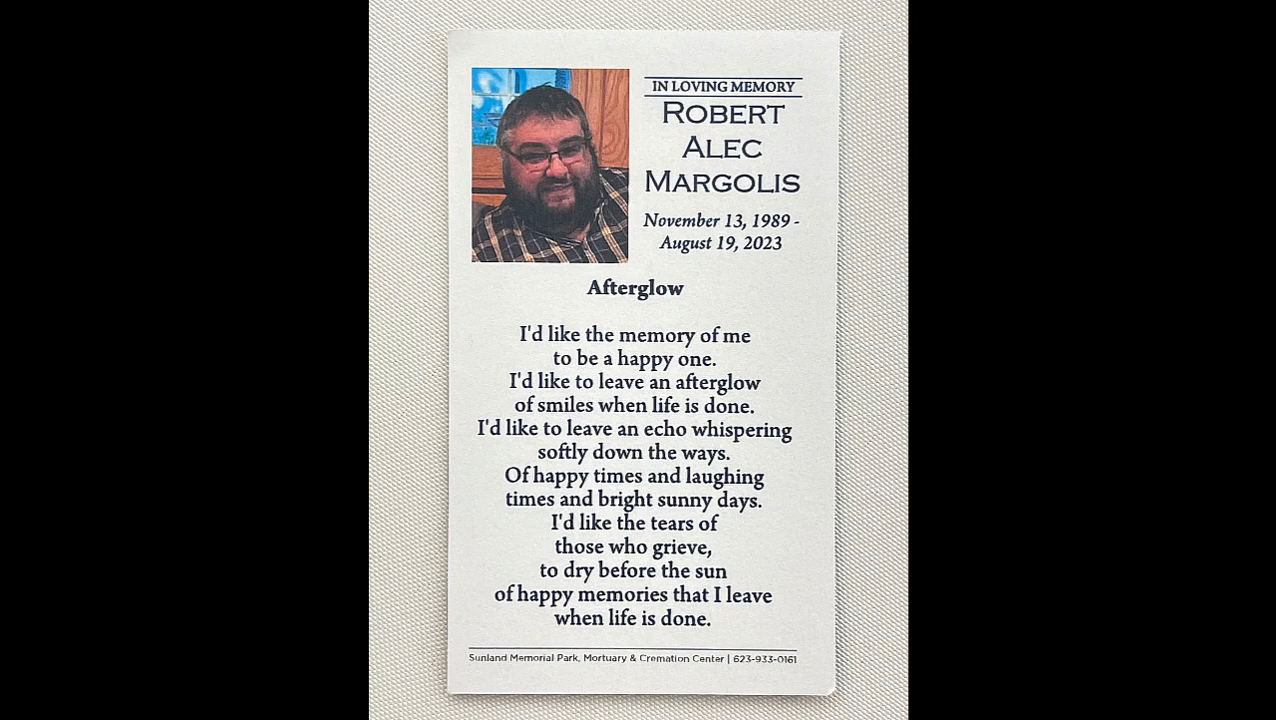 IN LOVING MEMORY
ROBERT
ALEC
MARGOLIS
November 13, 1989 -
August 19, 2023
Afterglow
I'd like the memory of me
to be a happy one.
I'd like to leave an afterglow
of smiles when life is done.
I'd like to leave an echo whispering
softly down the ways.
Of happy times and laughing
times and bright sunny days.
I'd like the tears of
those who grieve,
to dry before the sun
of happy memories that I leave
when life is done.
Sunland Memorial Park, Mortuary & Cremation Center | 623-933-0161